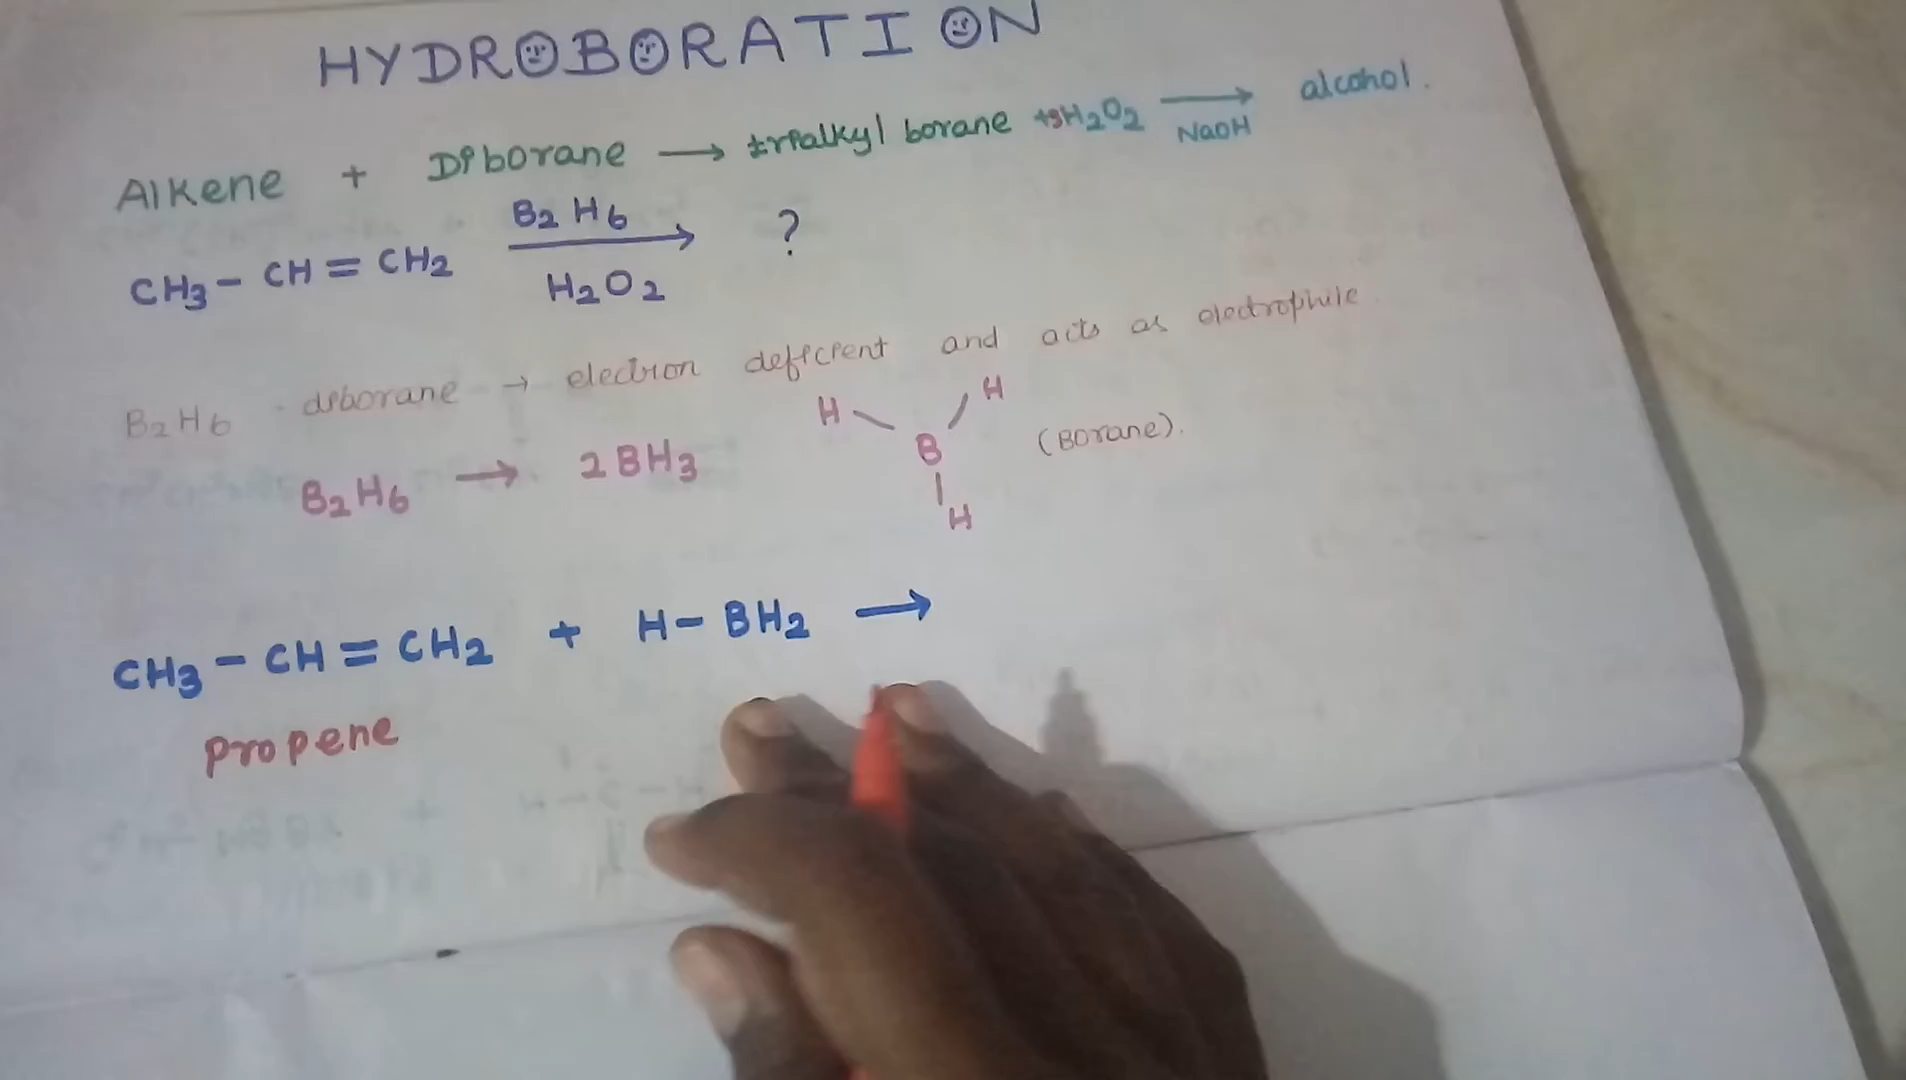 HYDROBORATION
Alkene + Diborane → trialkyl borane +3H2O2 → alcohol.
NaOH
B2H6
CH3 - CH = CH2 → ?
H2O2
B2H6 - diborane → electron deficient and acts as electrophile.
H H
B2H6 → 2BH3 B (Borane).
H
CH3 - CH = CH2 + H - BH2 →
propene